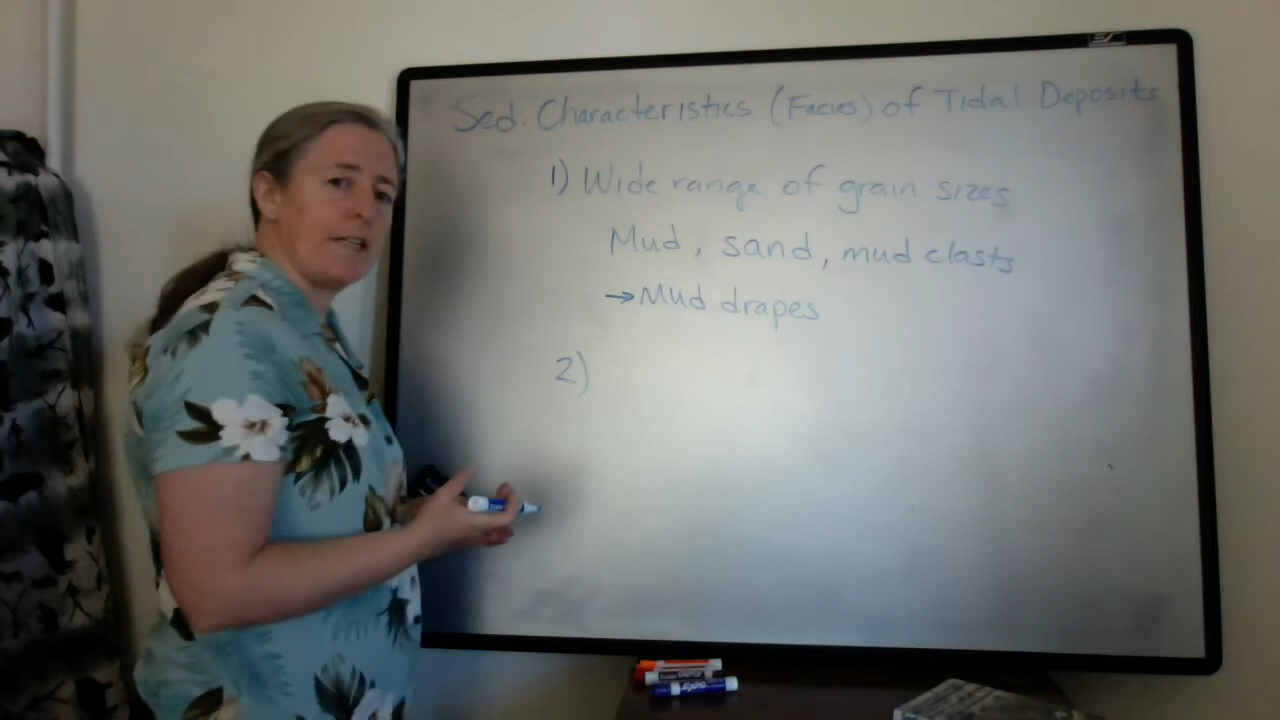 Sed. Characteristics (Facies) of Tidal Deposits
1) Wide range of grain sizes
Mud, sand, mud clasts
→ Mud drapes
2)
EXPO